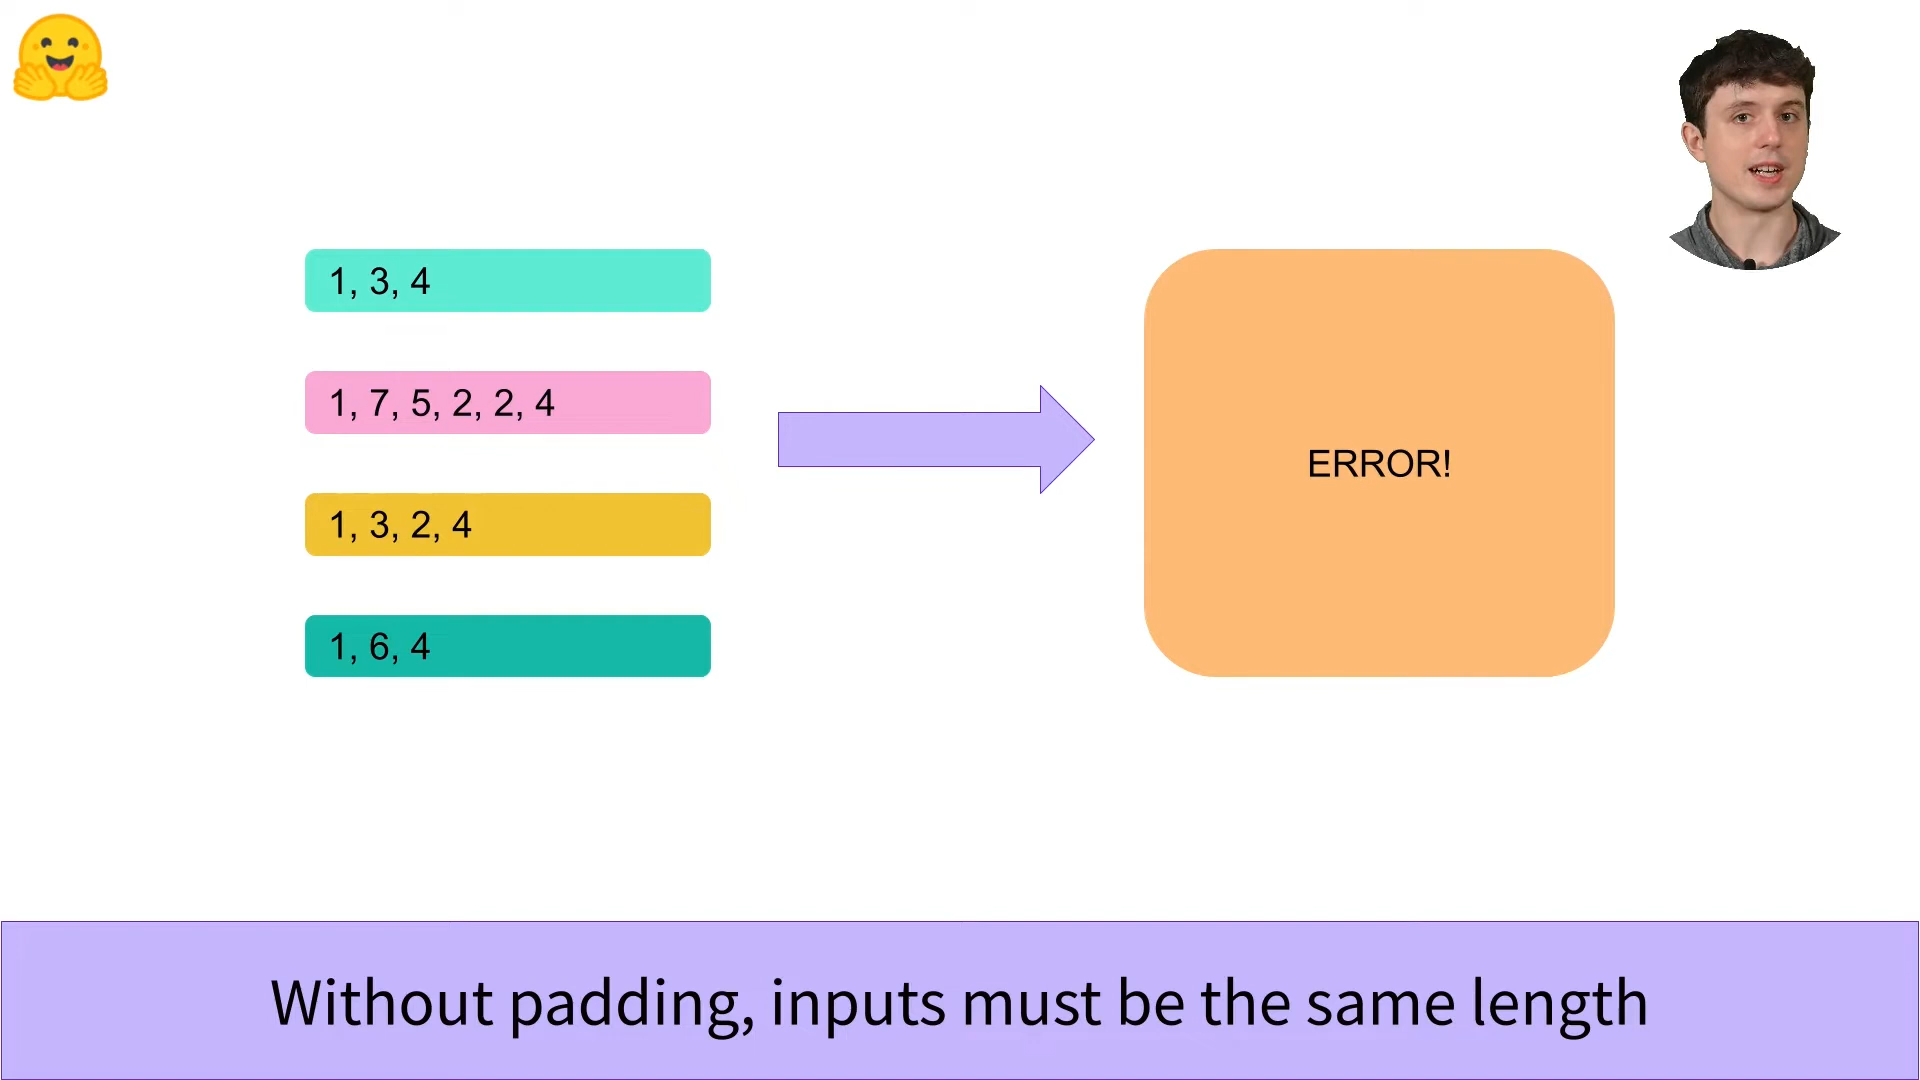 1, 3, 4
1, 7, 5, 2, 2, 4
1, 3, 2, 4
1, 6, 4
ERROR!
Without padding, inputs must be the same length